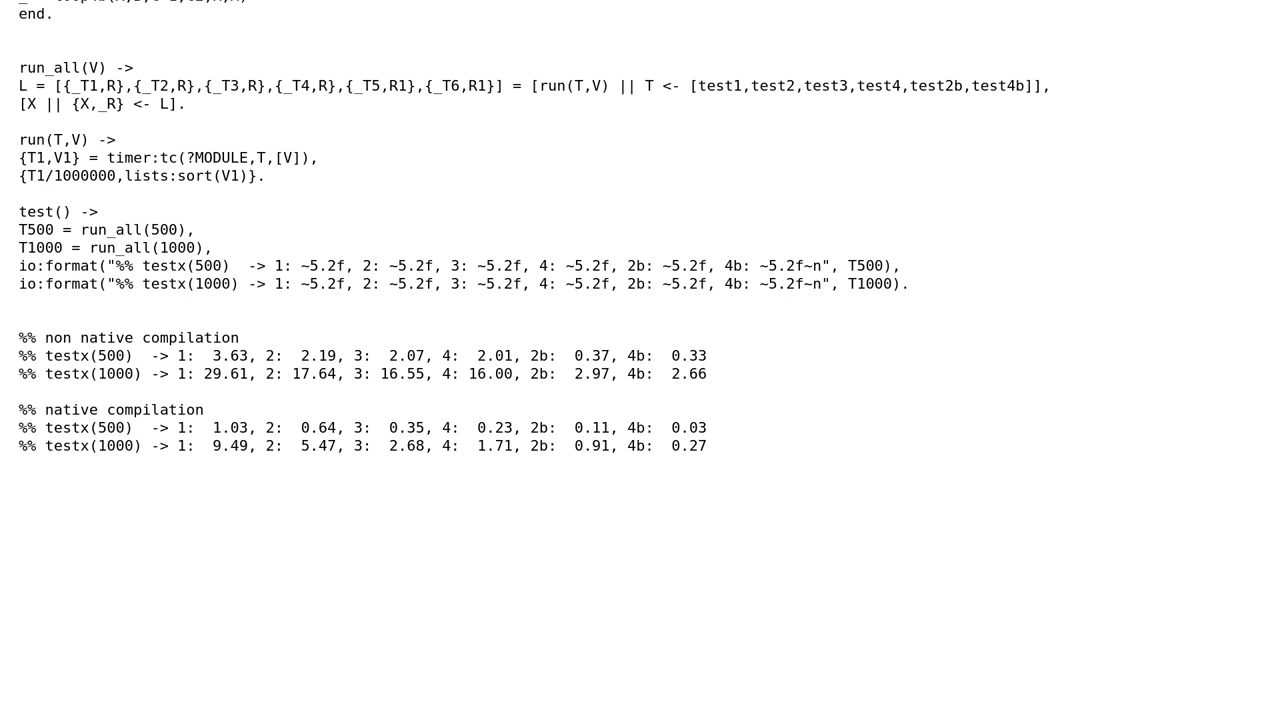 end.
run_all(V) ->
L = [{_T1,R},{_T2,R},{_T3,R},{_T4,R},{_T5,R1},{_T6,R1}] = [run(T,V) || T <- [test1,test2,test3,test4,test2b,test4b]],
[X || {X,_R} <- L].
run(T,V) ->
{T1,V1} = timer:tc(?MODULE,T,[V]),
{T1/1000000,lists:sort(V1)}.
test() ->
T500 = run_all(500),
T1000 = run_all(1000),
io:format("%% testx(500)  -> 1: ~5.2f, 2: ~5.2f, 3: ~5.2f, 4: ~5.2f, 2b: ~5.2f, 4b: ~5.2f~n", T500),
io:format("%% testx(1000) -> 1: ~5.2f, 2: ~5.2f, 3: ~5.2f, 4: ~5.2f, 2b: ~5.2f, 4b: ~5.2f~n", T1000).
%% non native compilation
%% testx(500)  -> 1:  3.63, 2:  2.19, 3:  2.07, 4:  2.01, 2b:  0.37, 4b:  0.33
%% testx(1000) -> 1: 29.61, 2: 17.64, 3: 16.55, 4: 16.00, 2b:  2.97, 4b:  2.66
%% native compilation
%% testx(500)  -> 1:  1.03, 2:  0.64, 3:  0.35, 4:  0.23, 2b:  0.11, 4b:  0.03
%% testx(1000) -> 1:  9.49, 2:  5.47, 3:  2.68, 4:  1.71, 2b:  0.91, 4b:  0.27